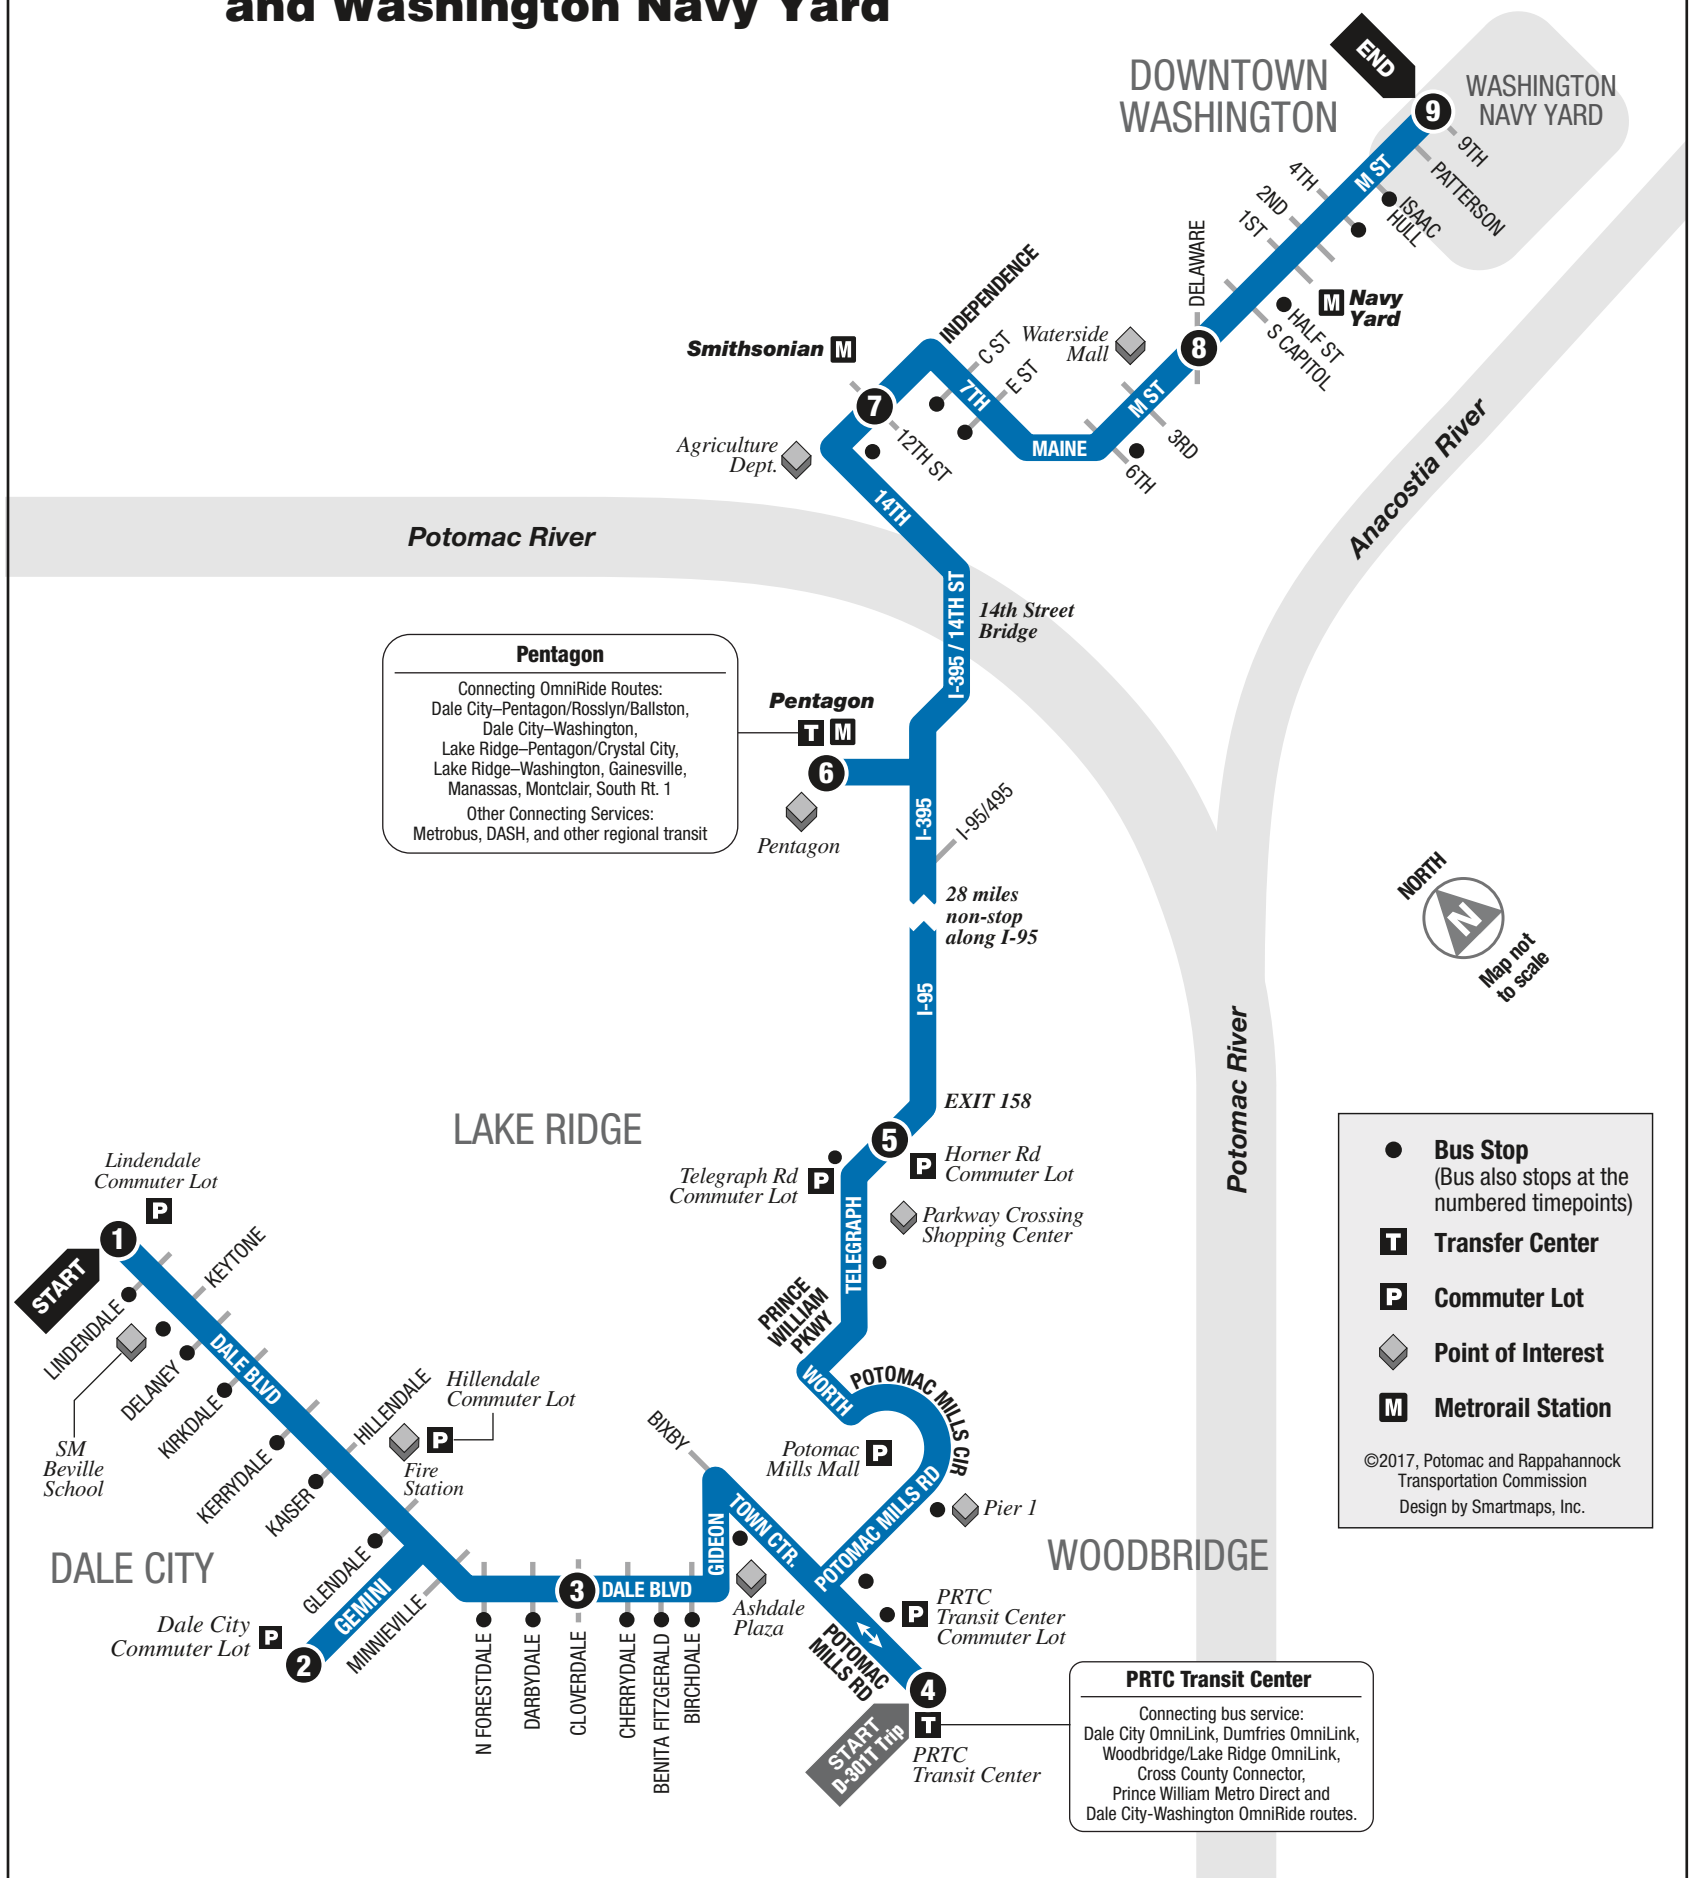 and Washington Navy Yard
DOWNTOWN
WASHINGTON
END
9
WASHINGTON
NAVY YARD
9TH
PATTERSON
M ST
ISAAC
HULL
4TH
2ND
1ST
DELAWARE
M Navy
Yard
HALF ST
S CAPITOL
8
Waterside
Mall
M ST
3RD
6TH
MAINE
INDEPENDENCE
C ST
E ST
7TH
Smithsonian M
7
12TH ST
Agriculture
Dept.
14TH
Anacostia River
Potomac River
I-395 / 14TH ST
14th Street
Bridge
Pentagon
Connecting OmniRide Routes:
Dale City–Pentagon/Rosslyn/Ballston,
Dale City–Washington,
Lake Ridge–Pentagon/Crystal City,
Lake Ridge–Washington, Gainesville,
Manassas, Montclair, South Rt. 1
Other Connecting Services:
Metrobus, DASH, and other regional transit
Pentagon
T M
6
Pentagon
I-395
I-95/495
28 miles
non-stop
along I-95
I-95
NORTH
N
Map not
to scale
Potomac River
EXIT 158
5
P Horner Rd
Commuter Lot
Telegraph Rd
Commuter Lot P
Parkway Crossing
Shopping Center
TELEGRAPH
PRINCE
WILLIAM
PKWY
WORTH
POTOMAC MILLS CIR
Potomac
Mills Mall P
POTOMAC MILLS RD
Pier 1
LAKE RIDGE
Lindendale
Commuter Lot
P
1
START
LINDENDALE
KEYTONE
SM
Beville
School
DELANEY
DALE BLVD
KIRKDALE
KERRYDALE
HILLENDALE
KAISER
Hillendale
Commuter Lot
P
Fire
Station
GLENDALE
DALE CITY
GEMINI
MINNIEVILLE
Dale City
Commuter Lot P
2
N FORESTDALE
DARBYDALE
3
CLOVERDALE
DALE BLVD
CHERRYDALE
BENITA FITZGERALD
BIRCHDALE
GIDEON
BIXBY
TOWN CTR.
Ashdale
Plaza
WOODBRIDGE
P PRTC
Transit Center
Commuter Lot
POTOMAC
MILLS RD
4
START
D-301T Trip
T
PRTC
Transit Center
PRTC Transit Center
Connecting bus service:
Dale City OmniLink, Dumfries OmniLink,
Woodbridge/Lake Ridge OmniLink,
Cross County Connector,
Prince William Metro Direct and
Dale City-Washington OmniRide routes.
Bus Stop
(Bus also stops at the
numbered timepoints)
T Transfer Center
P Commuter Lot
Point of Interest
M Metrorail Station
©2017, Potomac and Rappahannock
Transportation Commission
Design by Smartmaps, Inc.